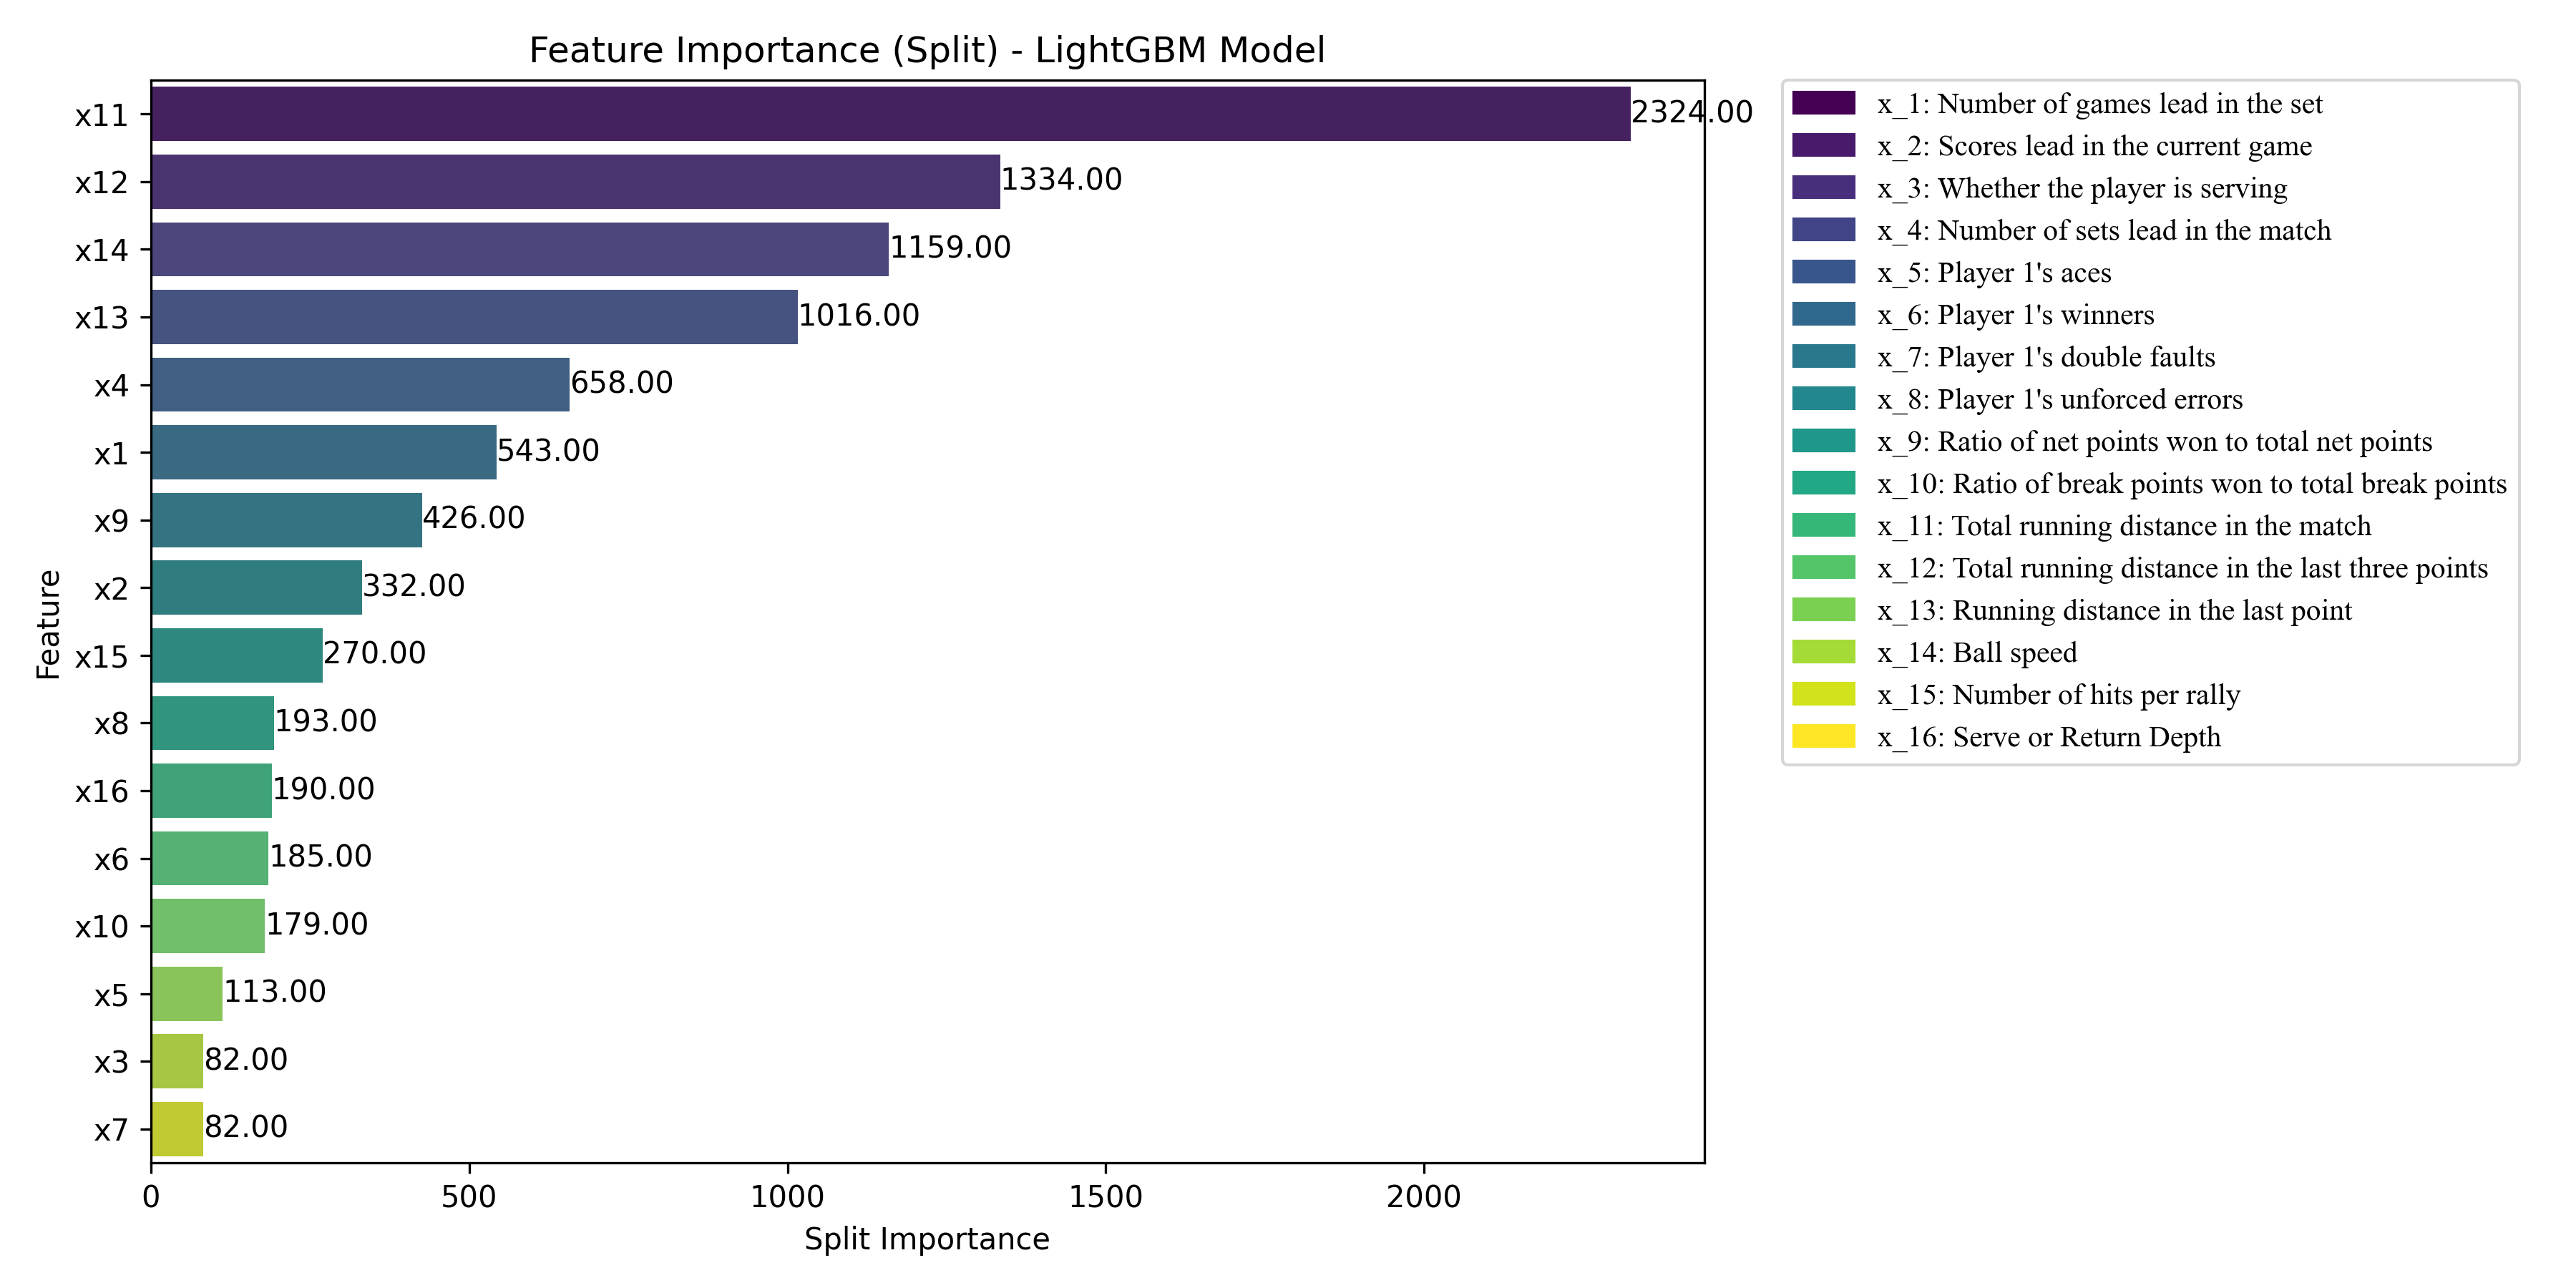 Feature Importance (Split) - LightGBM Model
x11
2324.00
x12
1334.00
x14
1159.00
x13
1016.00
x4
658.00
x1
543.00
x9
426.00
x2
332.00
x15
270.00
x8
193.00
x16
190.00
x6
185.00
x10
179.00
x5
113.00
x3
82.00
x7
82.00
Feature
0
500
1000
1500
2000
Split Importance
x_1: Number of games lead in the set
x_2: Scores lead in the current game
x_3: Whether the player is serving
x_4: Number of sets lead in the match
x_5: Player 1's aces
x_6: Player 1's winners
x_7: Player 1's double faults
x_8: Player 1's unforced errors
x_9: Ratio of net points won to total net points
x_10: Ratio of break points won to total break points
x_11: Total running distance in the match
x_12: Total running distance in the last three points
x_13: Running distance in the last point
x_14: Ball speed
x_15: Number of hits per rally
x_16: Serve or Return Depth